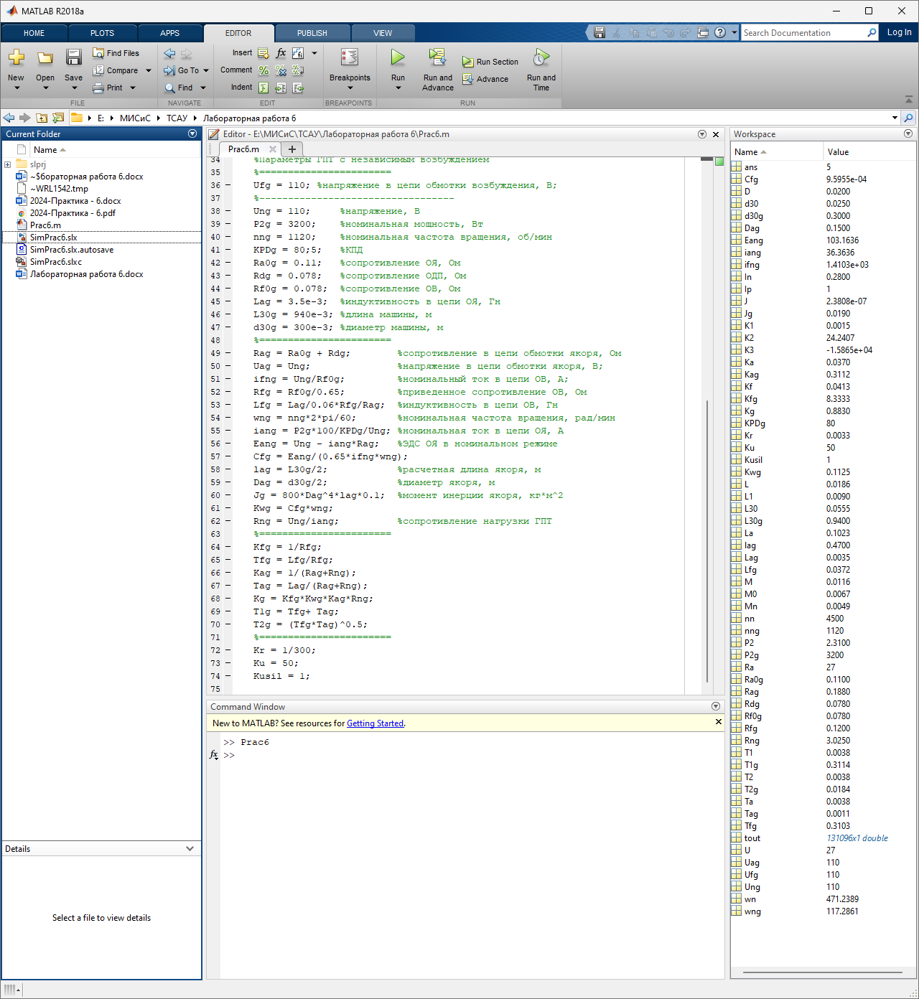 MATLAB R2018a
HOME PLOTS APPS EDITOR PUBLISH VIEW Search Documentation Log In
New Open Save Find Files Compare Print Go To Find Insert fx Comment Indent Breakpoints Run Run and Advance Run Section Advance Run and Time
FILE NAVIGATE EDIT BREAKPOINTS RUN
E: МИСиС ТСАУ Лабораторная работа 6
Current Folder
Name
slprj
~$бораторная работа 6.docx
~WRL1542.tmp
2024-Практика - 6.docx
2024-Практика - 6.pdf
Prac6.m
SimPrac6.slx
SimPrac6.slx.autosave
SimPrac6.slxc
Лабораторная работа 6.docx
Details
Select a file to view details
Editor - E:\МИСиС\ТСАУ\Лабораторная работа 6\Prac6.m
Prac6.m
34 %Параметры ГПТ с независимым возбуждением
35 %=======================
36 – Ufg = 110; %напряжение в цепи обмотки возбуждения, В;
37 %----------------------------------
38 – Ung = 110; %напряжение, В
39 – P2g = 3200; %номинальная мощность, Вт
40 – nng = 1120; %номинальная частота вращения, об/мин
41 – KPDg = 80;5; %КПД
42 – Ra0g = 0.11; %сопротивление ОЯ, Ом
43 – Rdg = 0.078; %сопротивление ОДП, Ом
44 – Rf0g = 0.078; %сопротивление ОВ, Ом
45 – Lag = 3.5e-3; %индуктивность в цепи ОЯ, Гн
46 – L30g = 940e-3; %длина машины, м
47 – d30g = 300e-3; %диаметр машины, м
48 %=======================
49 – Rag = Ra0g + Rdg; %сопротивление в цепи обмотки якоря, Ом
50 – Uag = Ung; %напряжение в цепи обмотки якоря, В;
51 – ifng = Ung/Rf0g; %номинальный ток в цепи ОВ, А;
52 – Rfg = Rf0g/0.65; %приведенное сопротивление ОВ, Ом
53 – Lfg = Lag/0.06*Rfg/Rag; %индуктивность в цепи ОВ, Гн
54 – wng = nng*2*pi/60; %номинальная частота вращения, рад/мин
55 – iang = P2g*100/KPDg/Ung; %номинальная ток в цепи ОЯ, А
56 – Eang = Ung - iang*Rag; %ЭДС ОЯ в номинальном режиме
57 – Cfg = Eang/(0.65*ifng*wng);
58 – lag = L30g/2; %расчетная длина якоря, м
59 – Dag = d30g/2; %диаметр якоря, м
60 – Jg = 800*Dag^4*lag*0.1; %момент инерции якоря, кг*м^2
61 – Kwg = Cfg*wng;
62 – Rng = Ung/iang; %сопротивление нагрузки ГПТ
63 %=======================
64 – Kfg = 1/Rfg;
65 – Tfg = Lfg/Rfg;
66 – Kag = 1/(Rag+Rng);
67 – Tag = Lag/(Rag+Rng);
68 – Kg = Kfg*Kwg*Kag*Rng;
69 – T1g = Tfg+ Tag;
70 – T2g = (Tfg*Tag)^0.5;
71 %=======================
72 – Kr = 1/300;
73 – Ku = 50;
74 – Kusil = 1;
75
Command Window
New to MATLAB? See resources for Getting Started.
>> Prac6
fx >>
Workspace
Name Value
ans 5
Cfg 9.5955e-04
D 0.0200
d30 0.0250
d30g 0.3000
Dag 0.1500
Eang 103.1636
iang 36.3636
ifng 1.4103e+03
In 0.2800
Ip 1
J 2.3808e-07
Jg 0.0190
K1 0.0015
K2 24.2407
K3 -1.5865e+04
Ka 0.0370
Kag 0.3112
Kf 0.0413
Kfg 8.3333
Kg 0.8830
KPDg 80
Kr 0.0033
Ku 50
Kusil 1
Kwg 0.1125
L 0.0186
L1 0.0090
L30 0.0555
L30g 0.9400
La 0.1023
lag 0.4700
Lag 0.0035
Lfg 0.0372
M 0.0116
M0 0.0067
Mn 0.0049
nn 4500
nng 1120
P2 2.3100
P2g 3200
Ra 27
Ra0g 0.1100
Rag 0.1880
Rdg 0.0780
Rf0g 0.0780
Rfg 0.1200
Rng 3.0250
T1 0.0038
T1g 0.3114
T2 0.0038
T2g 0.0184
Ta 0.0038
Tag 0.0011
Tfg 0.3103
tout 131096x1 double
U 27
Uag 110
Ufg 110
Ung 110
wn 471.2389
wng 117.2861